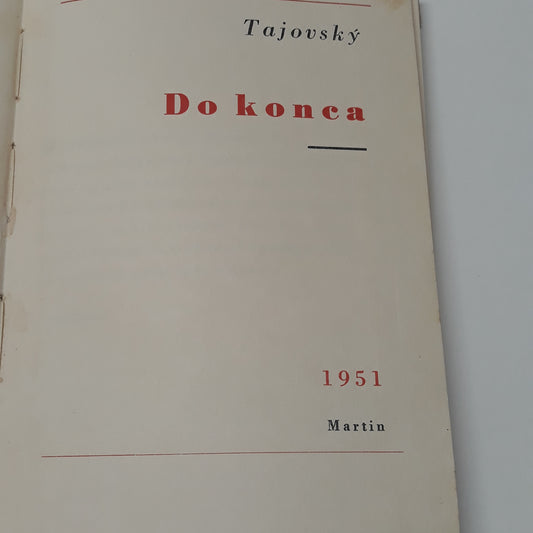 Tajovský
Do konca
1951
Martin